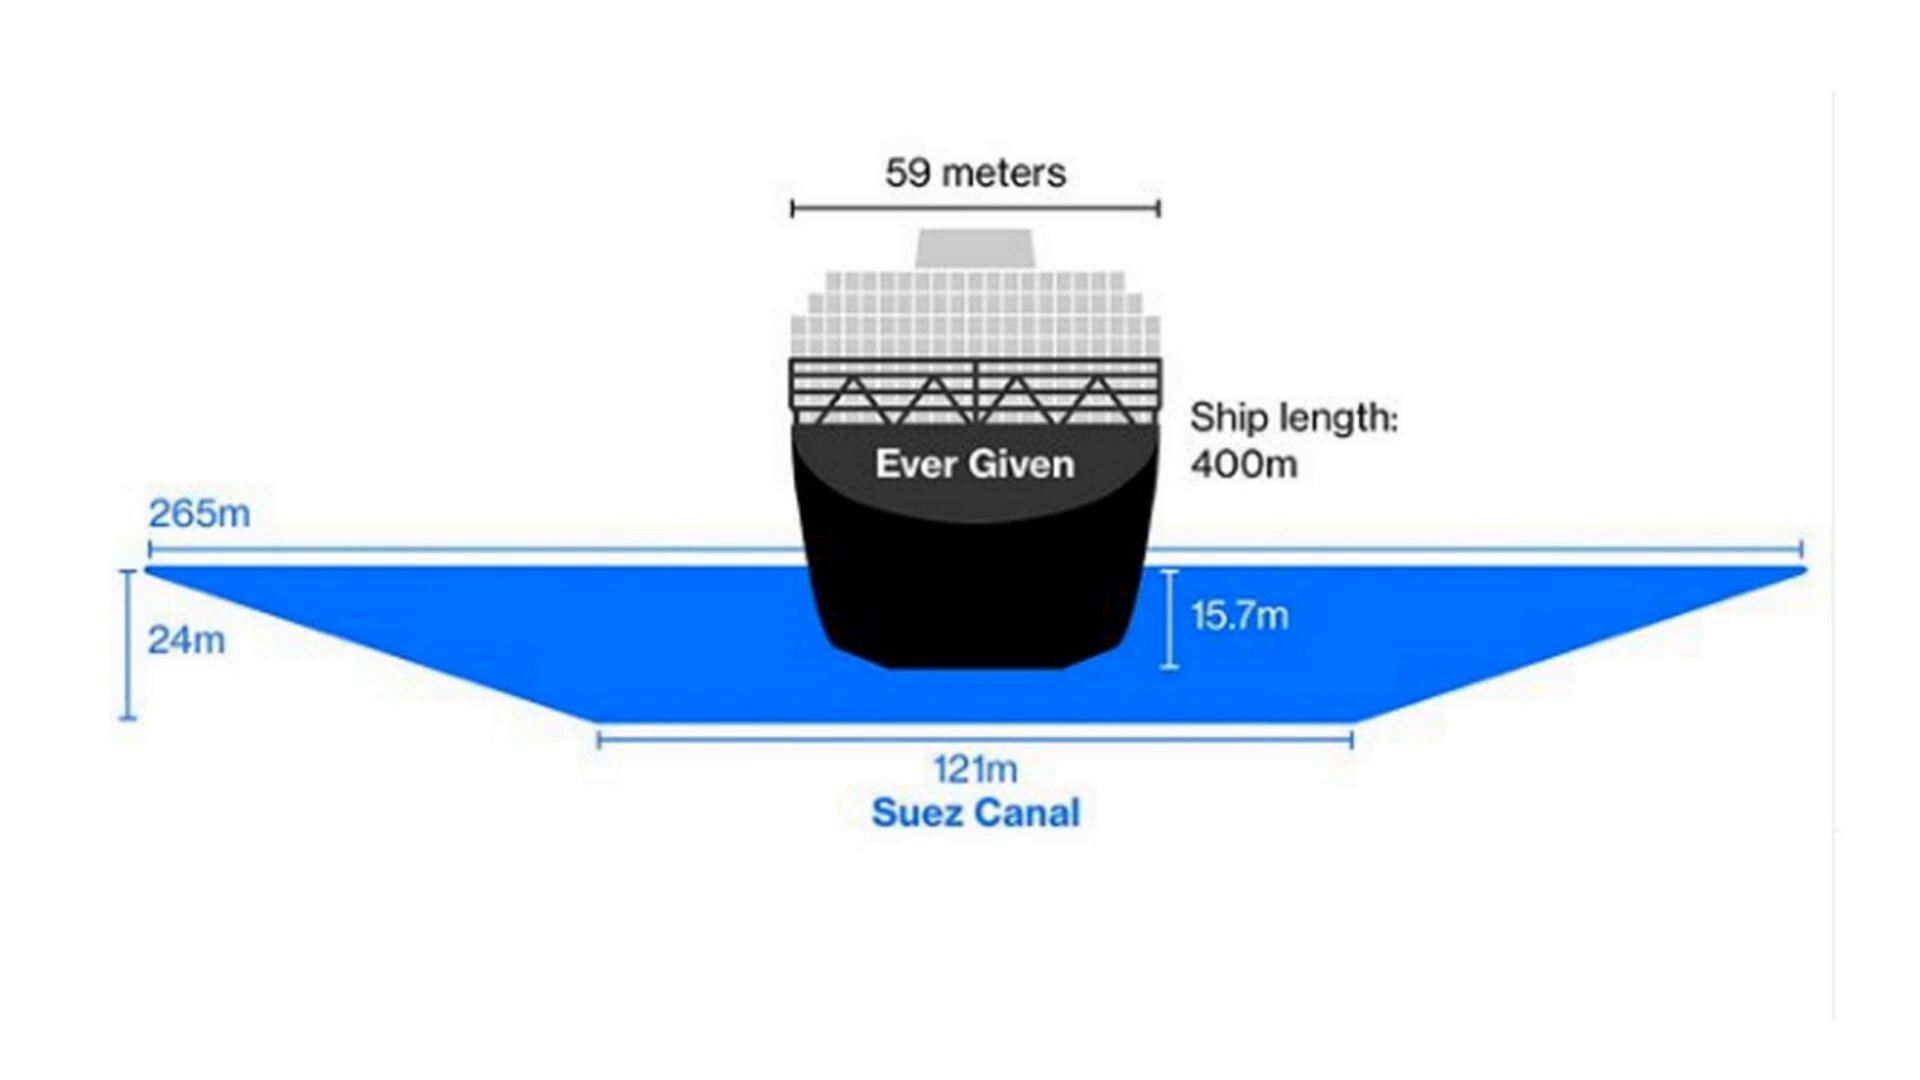 59 meters
Ever Given
Ship length:
400m
265m
24m
15.7m
121m
Suez Canal